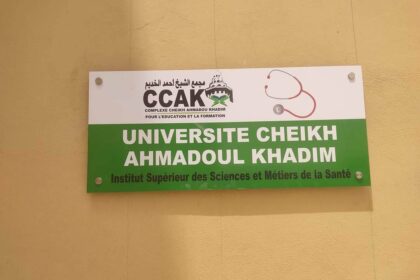 مجمع الشيخ أحمد الخديم
CCAK
COMPLEXE CHEIKH AHMADOU KHADIM
POUR L'EDUCATION ET LA FORMATION
UNIVERSITE CHEIKH
AHMADOUL KHADIM
Institut Supérieur des Sciences et Métiers de la Santé